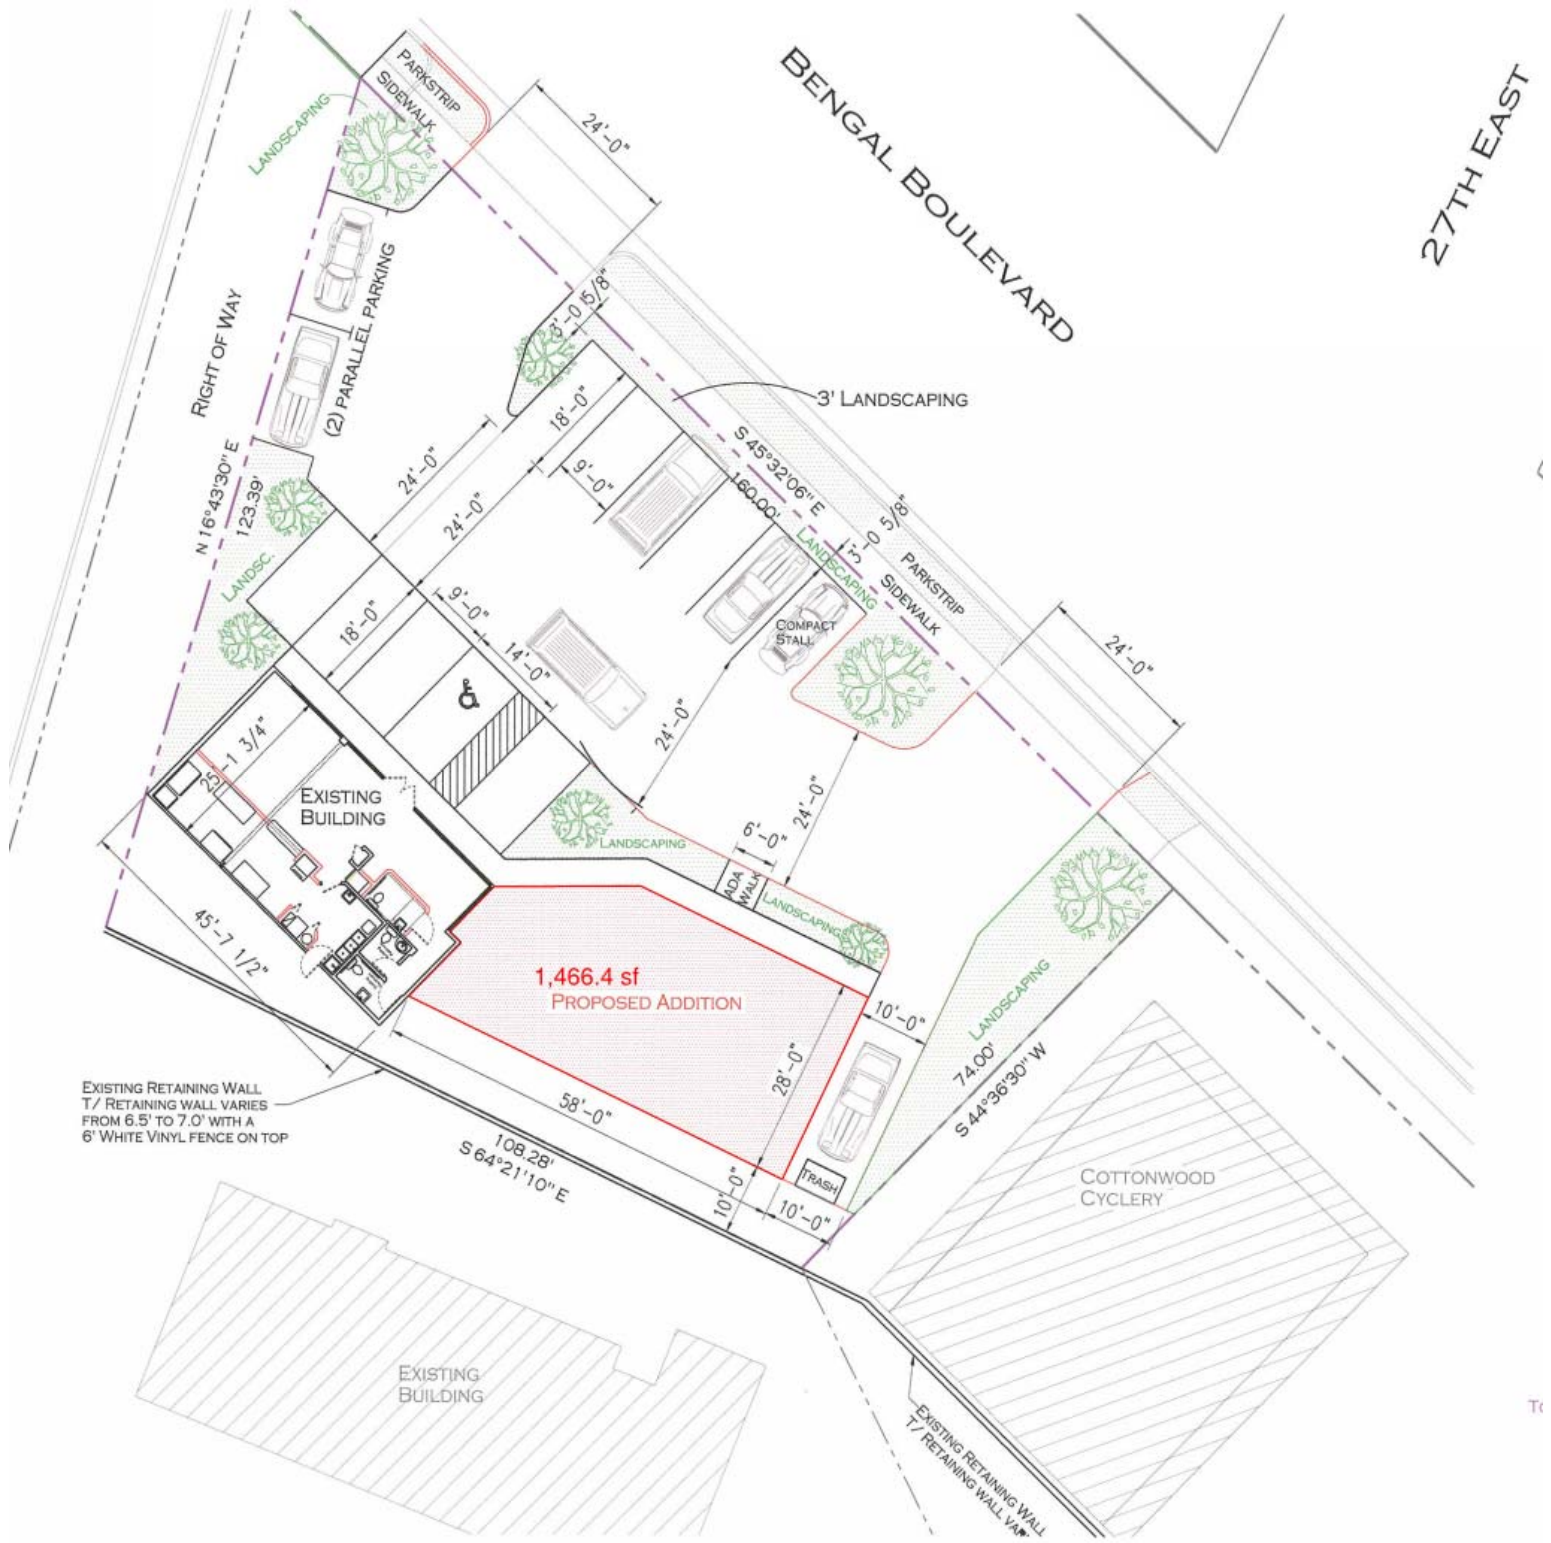 BENGAL BOULEVARD
27TH EAST
PARKSTRIP
SIDEWALK
LANDSCAPING
24'-0"
3'-0 5/8"
RIGHT OF WAY
(2) PARALLEL PARKING
3' LANDSCAPING
18'-0"
24'-0"
9'-0"
24'-0"
S 45°32'06" E
160.00'
N 16°43'30" E
123.39'
LANDSC.
LANDSCAPING
3'-0 5/8"
PARKSTRIP
SIDEWALK
COMPACT
STALL
18'-0"
9'-0"
14'-0"
24'-0"
24'-0"
24'-0"
25'-1 3/4"
EXISTING
BUILDING
LANDSCAPING
6'-0"
ADA
WALK
LANDSCAPING
45'-7 1/2"
1,466.4 sf
PROPOSED ADDITION
10'-0"
LANDSCAPING
74.00'
S 44°36'30" W
28'-0"
EXISTING RETAINING WALL
T/ RETAINING WALL VARIES
FROM 6.5' TO 7.0' WITH A
6' WHITE VINYL FENCE ON TOP
58'-0"
108.28'
S 64°21'10" E
10'-0"
TRASH
10'-0"
COTTONWOOD
CYCLERY
EXISTING
BUILDING
EXISTING RETAINING WALL
T/ RETAINING WALL